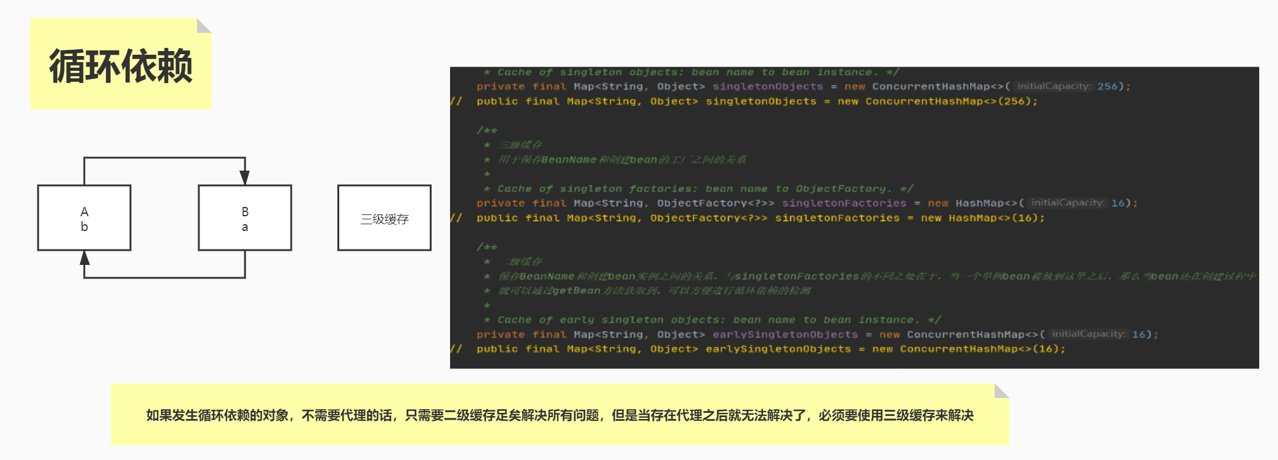 循环依赖
A
b
B
a
三级缓存
* Cache of singleton objects: bean name to bean instance. */
private final Map<String, Object> singletonObjects = new ConcurrentHashMap<>( initialCapacity: 256);
// public final Map<String, Object> singletonObjects = new ConcurrentHashMap<>(256);
/**
* 三级缓存
* 用于保存BeanName和创建bean的工厂之间的关系
*
* Cache of singleton factories: bean name to ObjectFactory. */
private final Map<String, ObjectFactory<?>> singletonFactories = new HashMap<>( initialCapacity: 16);
// public final Map<String, ObjectFactory<?>> singletonFactories = new HashMap<>(16);
/**
* 二级缓存
* 保存BeanName和创建bean实例之间的关系，与singletonFactories的不同之处在于，当一个单例bean被放到这里之后，那么当bean还在创建过程中
* 就可以通过getBean方法获取到，可以方便进行循环依赖的检测
*
* Cache of early singleton objects: bean name to bean instance. */
private final Map<String, Object> earlySingletonObjects = new ConcurrentHashMap<>( initialCapacity: 16);
// public final Map<String, Object> earlySingletonObjects = new ConcurrentHashMap<>(16);
如果发生循环依赖的对象，不需要代理的话，只需要二级缓存足矣解决所有问题，但是当存在代理之后就无法解决了，必须要使用三级缓存来解决